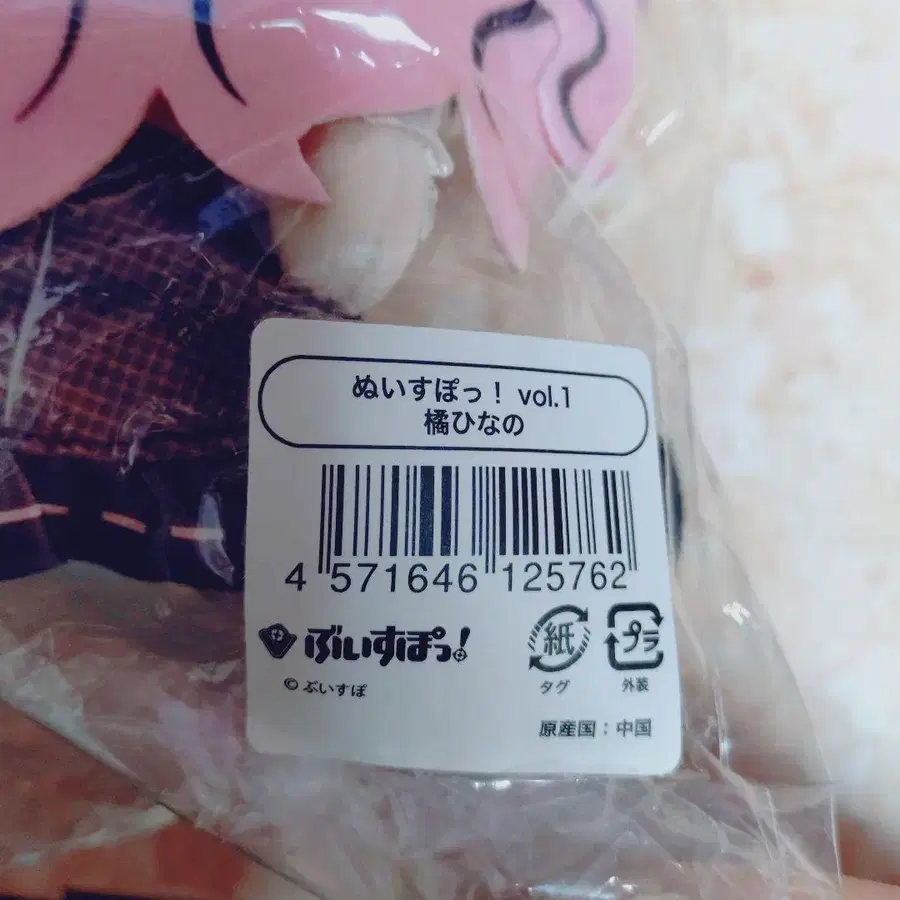 ぬいすぽっ！ vol.1
橘ひなの
4 571646 125762
ぶいすぽっ!
紙 プラ
タグ 外装
© ぶいすぽ
原産国：中国